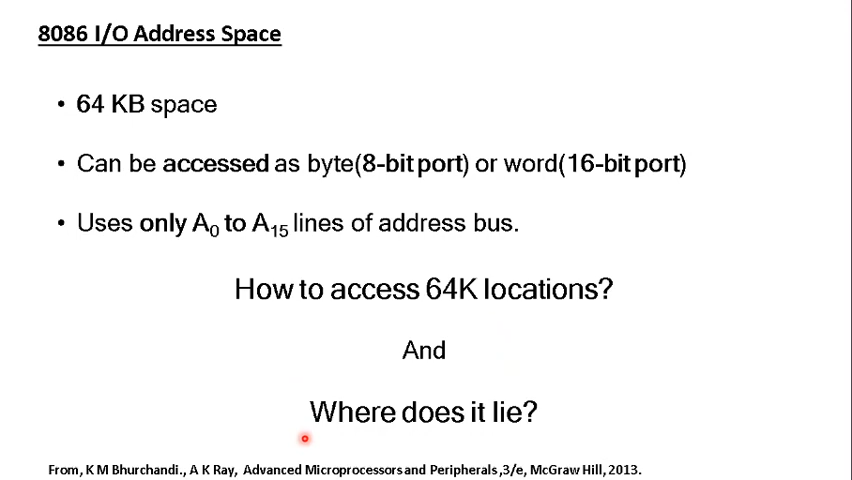 8086 I/O Address Space
• 64 KB space
• Can be accessed as byte(8-bit port) or word(16-bit port)
• Uses only A0 to A15 lines of address bus.
How to access 64K locations?
And
Where does it lie?
From, K M Bhurchandi., A K Ray, Advanced Microprocessors and Peripherals ,3/e, McGraw Hill, 2013.